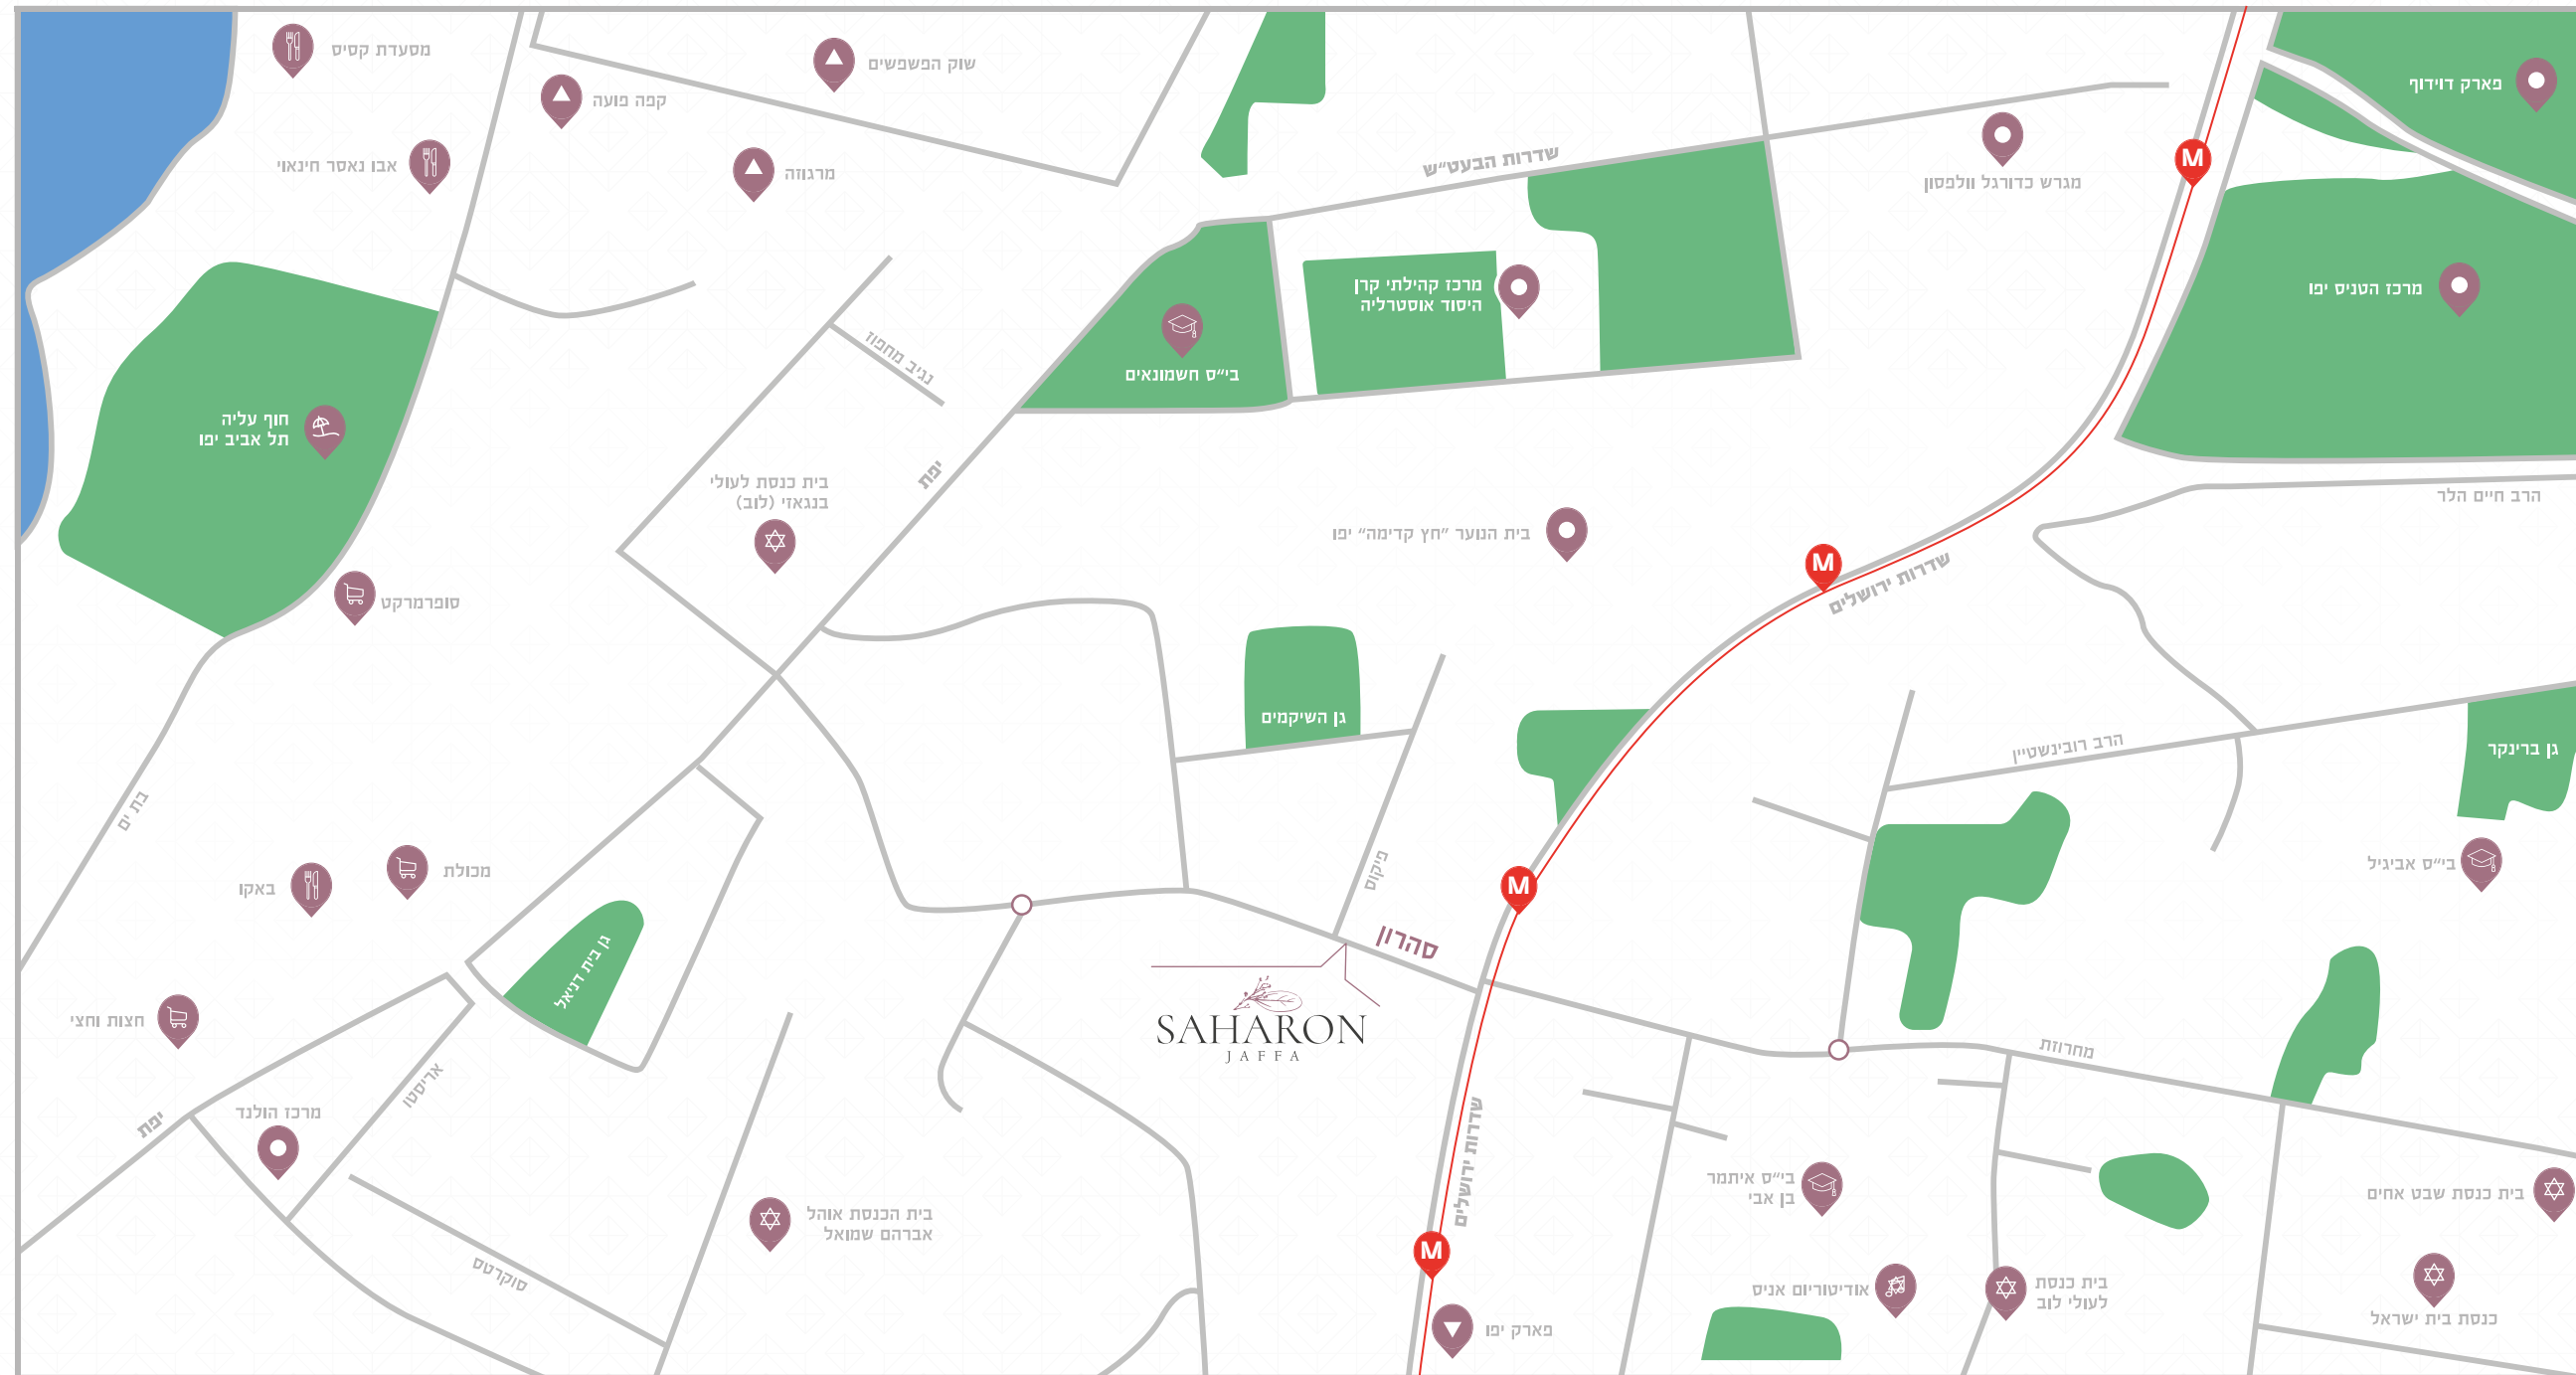 פארק דוידוף
M
מגרש כדורגל וולפסון
שדרות הבעט״ש
שוק הפשפשים
קפה פועה
מרגוזה
מסעדת קסיס
אבו נאסר חינאוי
מרכז הטניס יפו
מרכז קהילתי קרן
היסוד אוסטרליה
בי״ס חשמונאים
נגיב מחפוז
חוף עליה
תל אביב יפו
הרב חיים הלר
בית הנוער ״חץ קדימה״ יפו
יפת
בית כנסת לעולי
בנגאזי (לוב)
M
שדרות ירושלים
סופרמרקט
גן ברינקר
הרב רובינשטיין
גן השיקמים
בת ים
בי״ס אביגיל
M
פיקוס
מכולת
באקו
סהרון
גן בית דניאל
SAHARON
JAFFA
חצות וחצי
מחרוזת
אריסטו
שדרות ירושלים
מרכז הולנד
יפת
בית כנסת שבט אחים
בי״ס איתמר
בן אבי
בית הכנסת אוהל
אברהם שמואל
M
סוקרטס
בית כנסת
לעולי לוב
אודיטוריום אניס
כנסת בית ישראל
פארק יפו